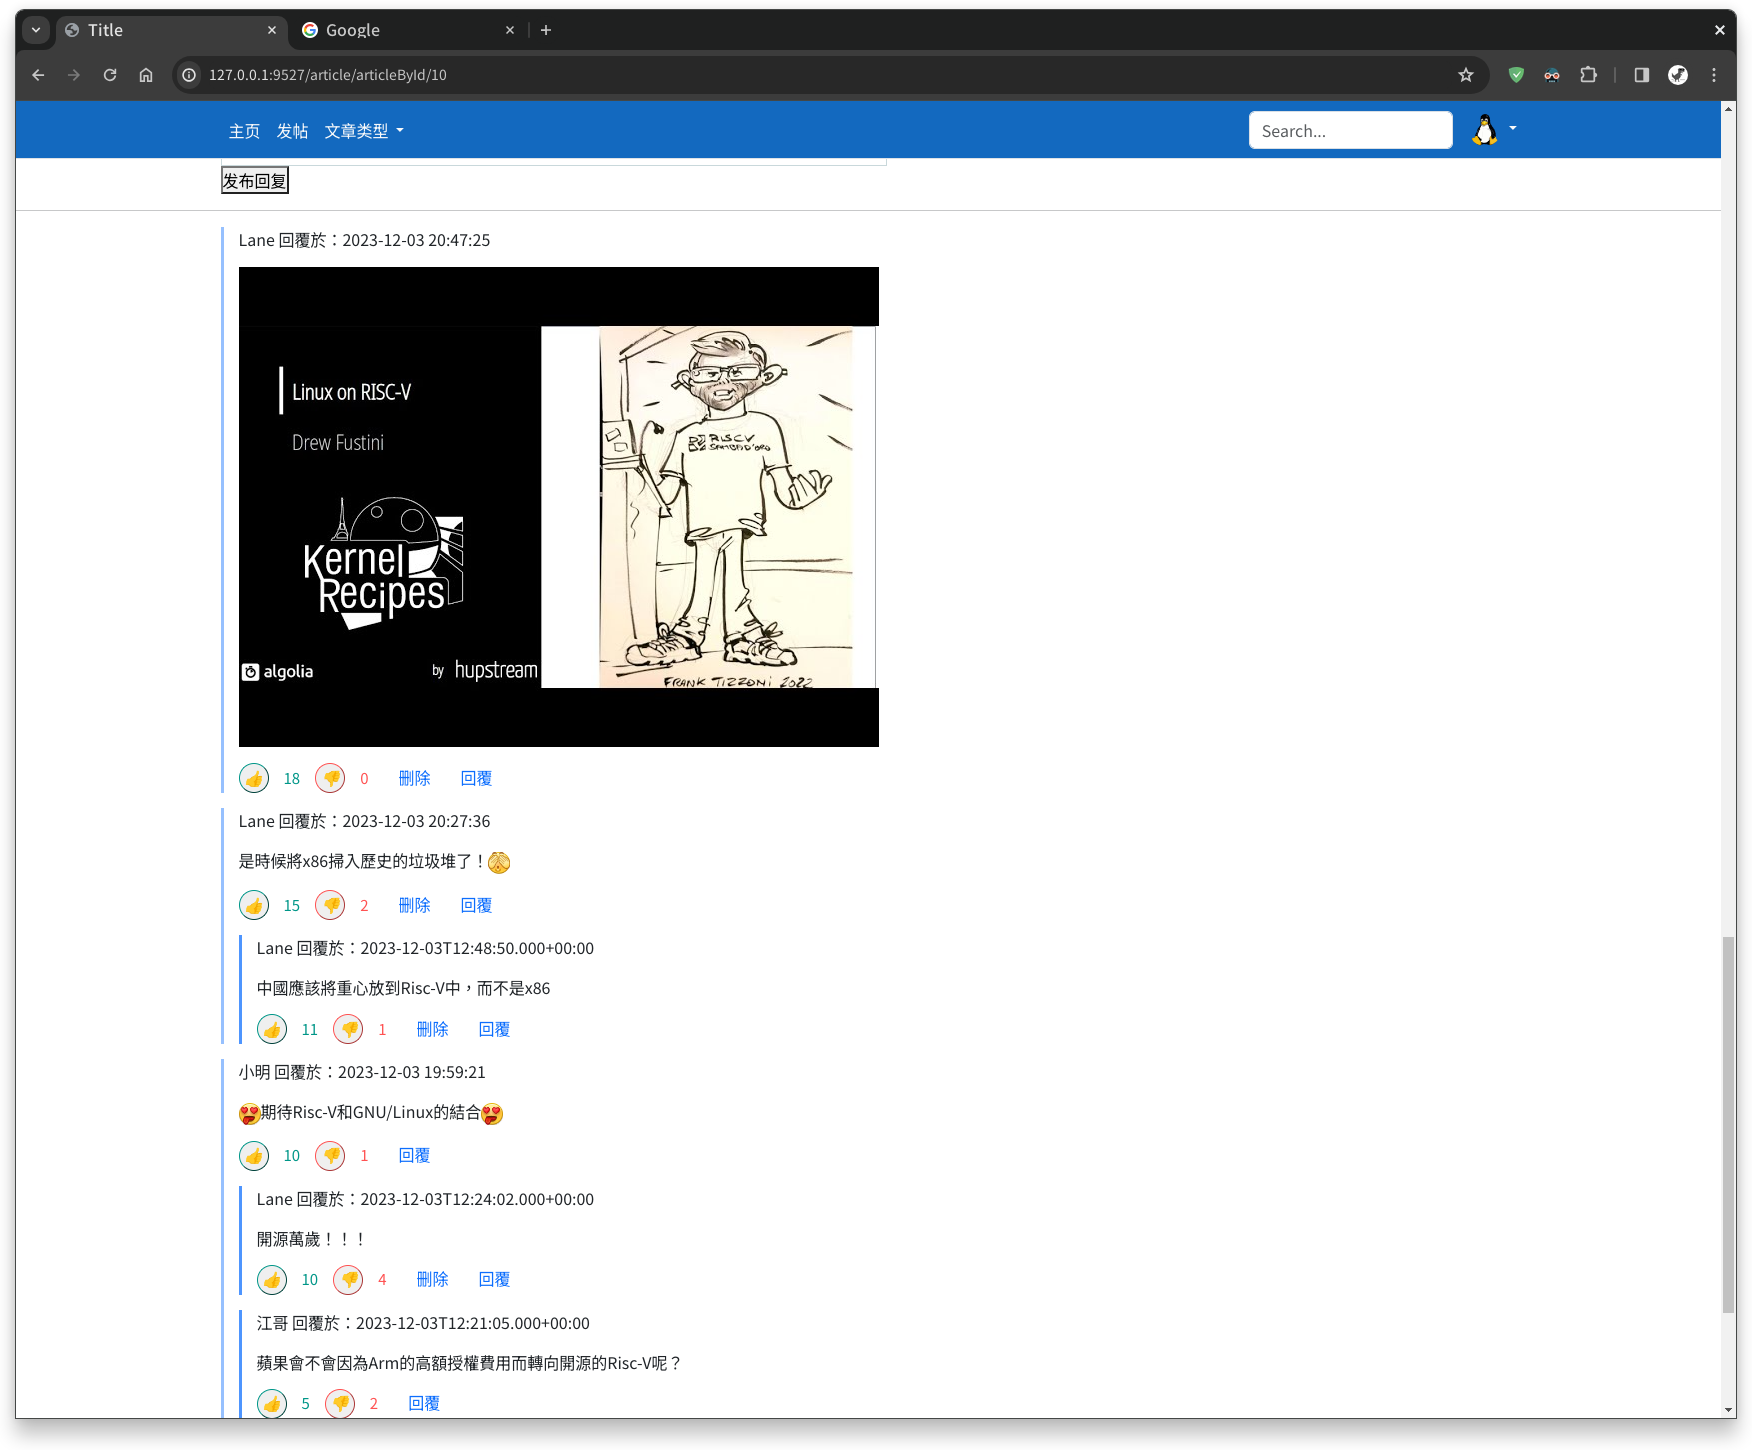 Title
Google
127.0.0.1:9527/article/articleById/10
主页 发帖 文章类型 Search...
发布回复
Lane 回覆於：2023-12-03 20:47:25
Linux on RISC-V
Drew Fustini
RISCV
Kernel
Recipes
algolia by hupstream
FRANK TIZZONI 2022
18 0 刪除 回覆
Lane 回覆於：2023-12-03 20:27:36
是時候將x86掃入歷史的垃圾堆了！
15 2 刪除 回覆
Lane 回覆於：2023-12-03T12:48:50.000+00:00
中國應該將重心放到Risc-V中，而不是x86
11 1 刪除 回覆
小明 回覆於：2023-12-03 19:59:21
期待Risc-V和GNU/Linux的結合
10 1 回覆
Lane 回覆於：2023-12-03T12:24:02.000+00:00
開源萬歲！！！
10 4 刪除 回覆
江哥 回覆於：2023-12-03T12:21:05.000+00:00
蘋果會不會因為Arm的高額授權費用而轉向開源的Risc-V呢？
5 2 回覆